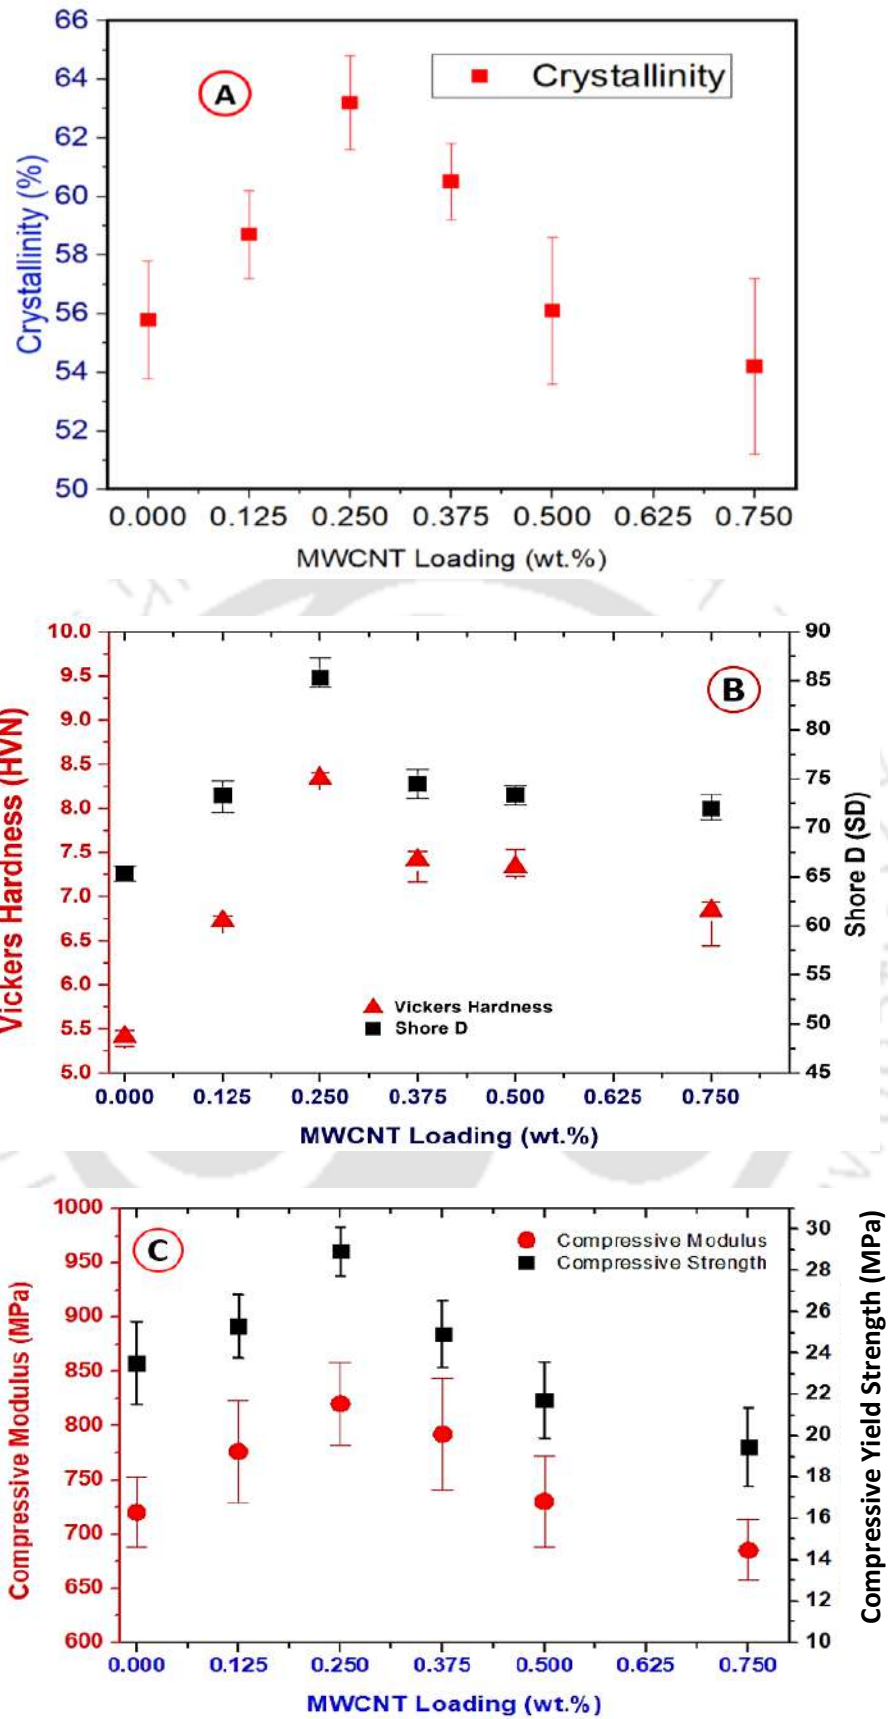 66
64
62
60
58
56
54
52
50
Crystallinity (%)
A
Crystallinity
0.000 0.125 0.250 0.375 0.500 0.625 0.750
MWCNT Loading (wt.%)
10.0
9.5
9.0
8.5
8.0
7.5
7.0
6.5
6.0
5.5
5.0
Vickers Hardness (HVN)
B
Vickers Hardness
Shore D
90
85
80
75
70
65
60
55
50
45
Shore D (SD)
0.000 0.125 0.250 0.375 0.500 0.625 0.750
MWCNT Loading (wt.%)
1000
950
900
850
800
750
700
650
600
Compressive Modulus (MPa)
C
Compressive Modulus
Compressive Strength
30
28
26
24
22
20
18
16
14
12
10
Compressive Yield Strength (MPa)
0.000 0.125 0.250 0.375 0.500 0.625 0.750
MWCNT Loading (wt.%)